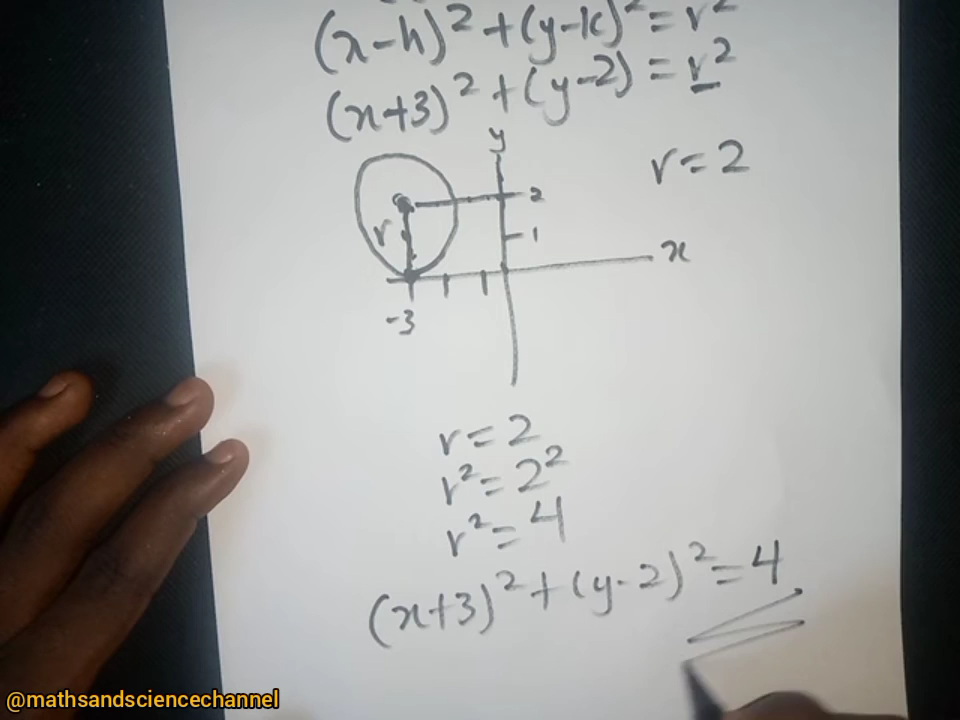 (x-h)²+(y-k)²=r²
(x+3)²+(y-2)=r²
y
r=2
2
r
1
x
-3
r=2
r²=2²
r²=4
(x+3)²+(y-2)²=4
@mathsandsciencechannel